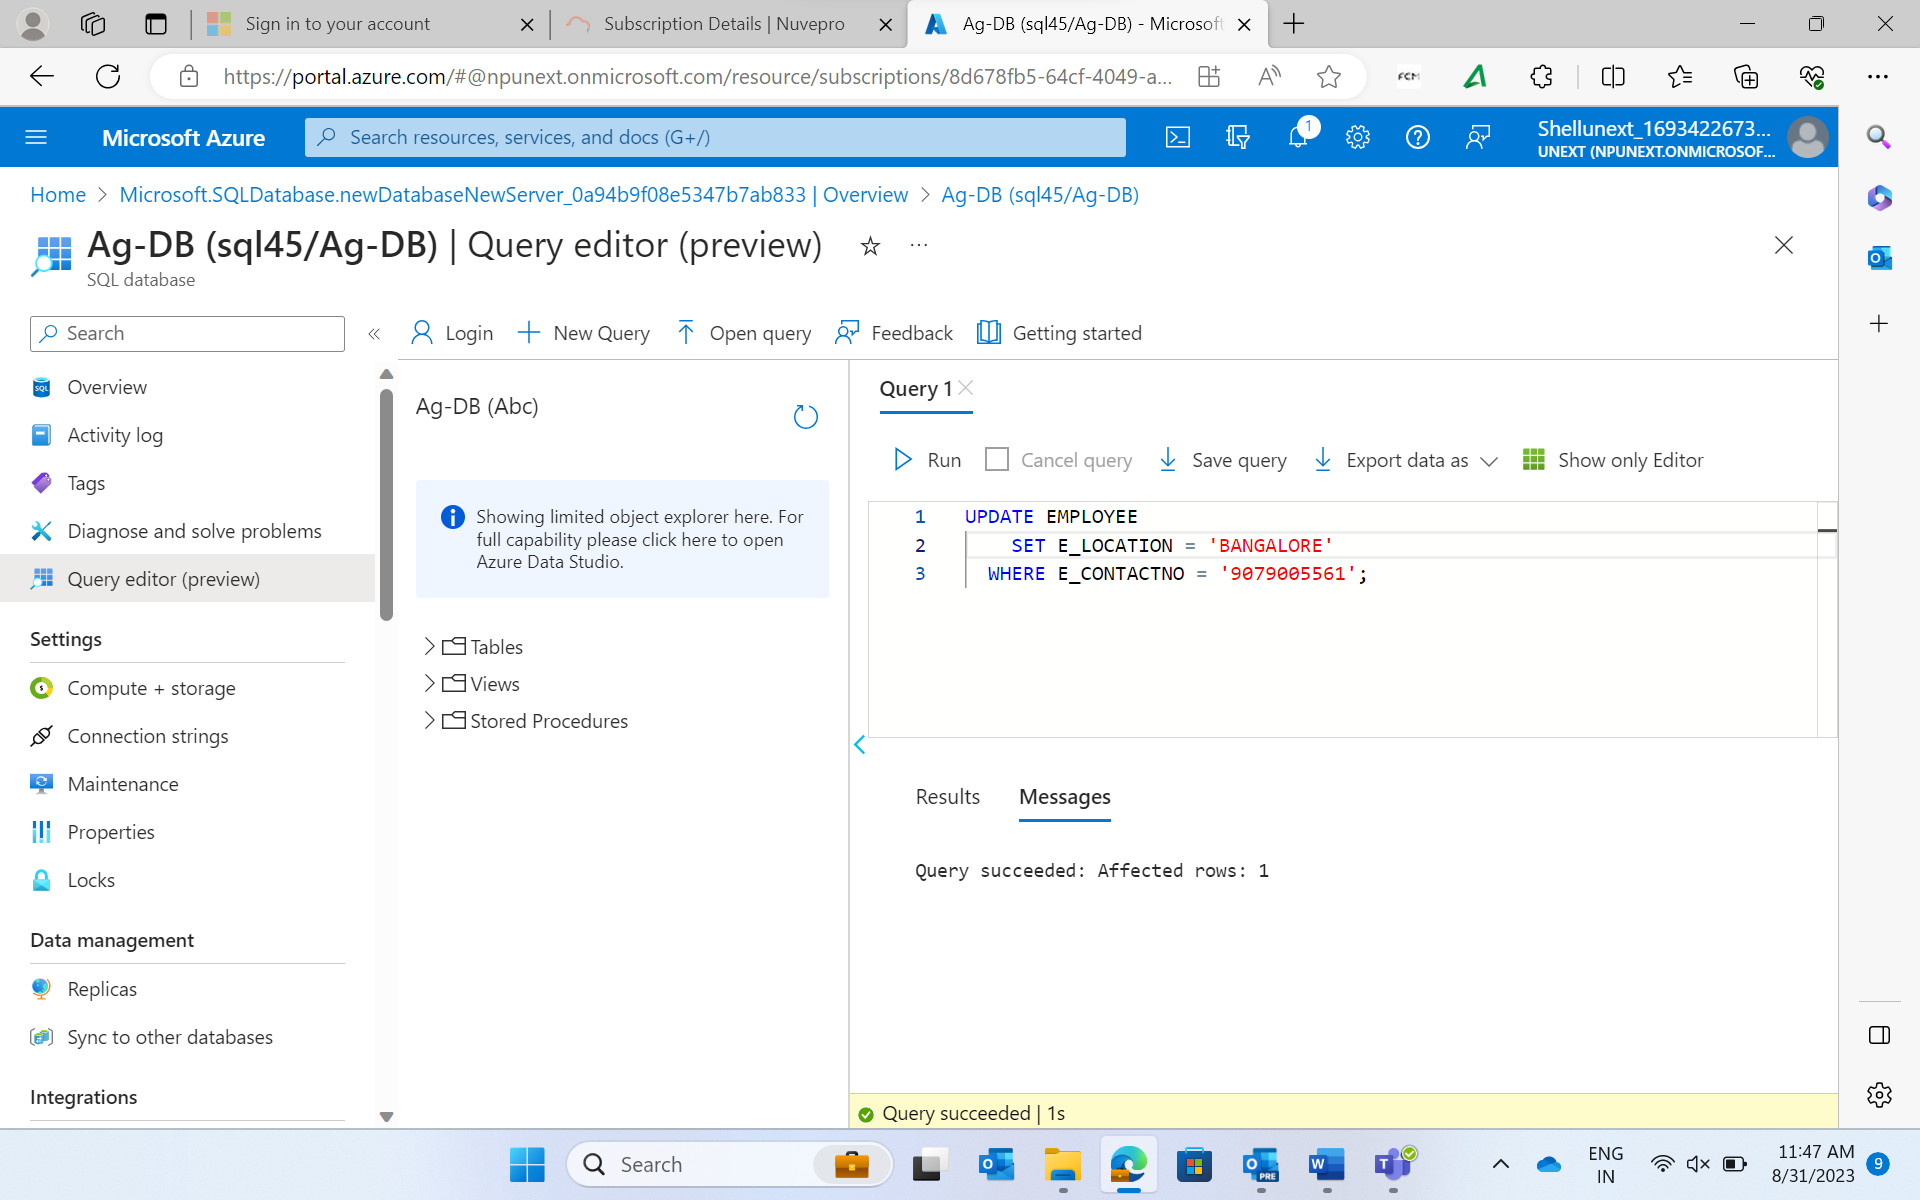 Sign in to your account
Subscription Details | Nuvepro
Ag-DB (sql45/Ag-DB) - Microsoft
https://portal.azure.com/#@npunext.onmicrosoft.com/resource/subscriptions/8d678fb5-64cf-4049-a...
FCM
Microsoft Azure
Search resources, services, and docs (G+/)
1
Shellunext_1693422673...
UNEXT (NPUNEXT.ONMICROSOF...
Home > Microsoft.SQLDatabase.newDatabaseNewServer_0a94b9f08e5347b7ab833 | Overview > Ag-DB (sql45/Ag-DB)
Ag-DB (sql45/Ag-DB) | Query editor (preview)
SQL database
Search
Login
New Query
Open query
Feedback
Getting started
Overview
Activity log
Tags
Diagnose and solve problems
Query editor (preview)
Settings
Compute + storage
Connection strings
Maintenance
Properties
Locks
Data management
Replicas
Sync to other databases
Integrations
Ag-DB (Abc)
Showing limited object explorer here. For
full capability please click here to open
Azure Data Studio.
Tables
Views
Stored Procedures
Query 1
Run
Cancel query
Save query
Export data as
Show only Editor
1 UPDATE EMPLOYEE
2 SET E_LOCATION = 'BANGALORE'
3 WHERE E_CONTACTNO = '9079005561';
Results
Messages
Query succeeded: Affected rows: 1
Query succeeded | 1s
Search
ENG
IN
11:47 AM
8/31/2023
9